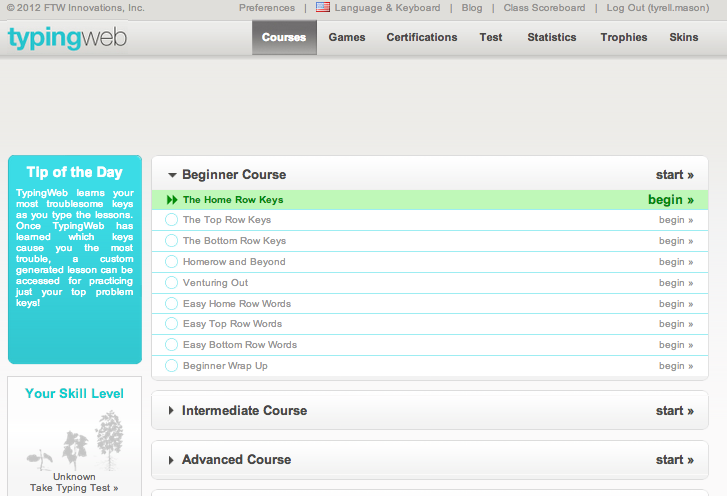 © 2012 FTW Innovations, Inc. Preferences | Language & Keyboard | Blog | Class Scoreboard | Log Out (tyrell.mason)
typingweb Courses Games Certifications Test Statistics Trophies Skins
Tip of the Day
TypingWeb learns your
most troublesome keys
as you type the lessons.
Once TypingWeb has
learned which keys
cause you the most
trouble, a custom
generated lesson can be
accessed for practicing
just your top problem
keys!
Your Skill Level
Unknown
Take Typing Test »
Beginner Course start »
The Home Row Keys begin »
The Top Row Keys begin »
The Bottom Row Keys begin »
Homerow and Beyond begin »
Venturing Out begin »
Easy Home Row Words begin »
Easy Top Row Words begin »
Easy Bottom Row Words begin »
Beginner Wrap Up begin »
Intermediate Course start »
Advanced Course start »